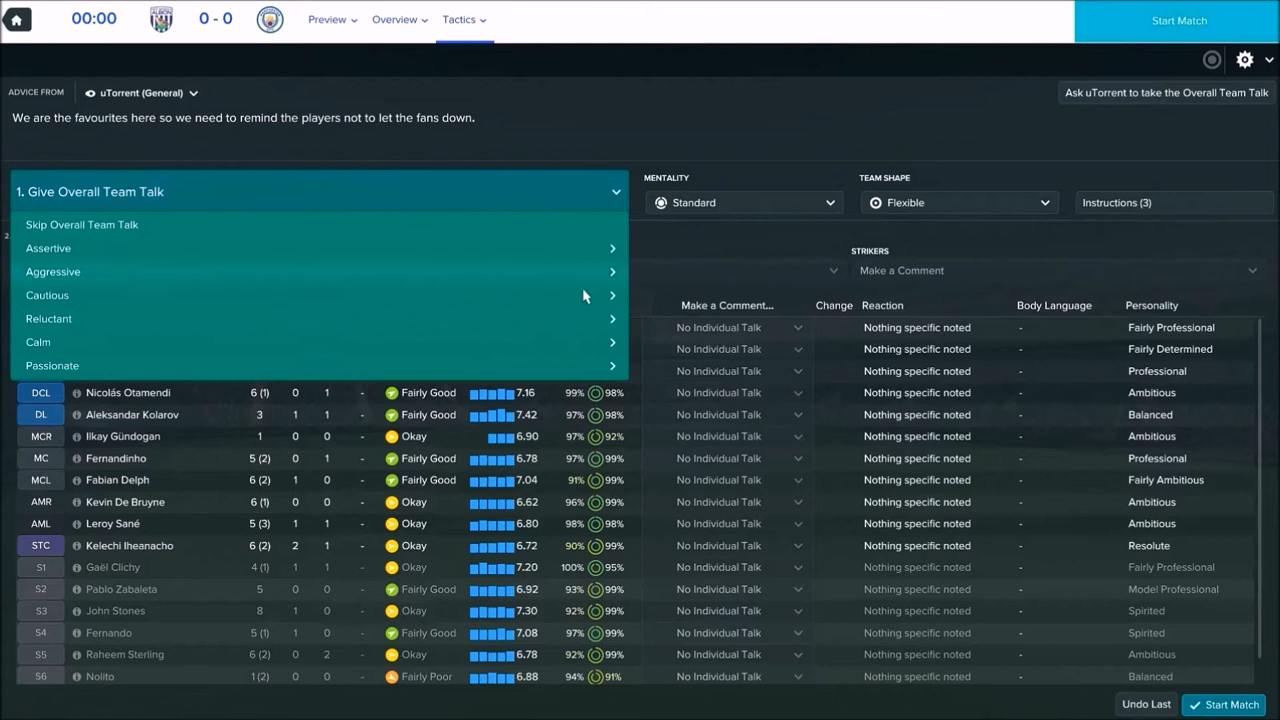 00:00 0 - 0 Preview Overview Tactics Start Match
ADVICE FROM uTorrent (General) Ask uTorrent to take the Overall Team Talk
We are the favourites here so we need to remind the players not to let the fans down.
MENTALITY TEAM SHAPE
1. Give Overall Team Talk Standard Flexible Instructions (3)
Skip Overall Team Talk
2.
Assertive STRIKERS
Aggressive Make a Comment
Cautious Make a Comment... Change Reaction Body Language Personality
Reluctant No Individual Talk Nothing specific noted - Fairly Professional
Calm No Individual Talk Nothing specific noted - Fairly Determined
Passionate No Individual Talk Nothing specific noted - Professional
DCL Nicolás Otamendi 6 (1) 0 1 - Fairly Good 7.16 99% 98% No Individual Talk Nothing specific noted - Ambitious
DL Aleksandar Kolarov 3 1 1 - Fairly Good 7.42 97% 98% No Individual Talk Nothing specific noted - Balanced
MCR Ilkay Gündogan 1 0 0 - Okay 6.90 97% 92% No Individual Talk Nothing specific noted - Ambitious
MC Fernandinho 5 (2) 0 1 - Fairly Good 6.78 97% 99% No Individual Talk Nothing specific noted - Professional
MCL Fabian Delph 6 (2) 1 0 - Fairly Good 7.04 91% 99% No Individual Talk Nothing specific noted - Fairly Ambitious
AMR Kevin De Bruyne 6 (1) 0 0 - Okay 6.62 96% 99% No Individual Talk Nothing specific noted - Ambitious
AML Leroy Sané 5 (3) 1 1 - Okay 6.80 98% 98% No Individual Talk Nothing specific noted - Ambitious
STC Kelechi Iheanacho 6 (2) 2 1 - Okay 6.72 90% 99% No Individual Talk Nothing specific noted - Resolute
S1 Gaël Clichy 4 (1) 1 1 - Okay 7.20 100% 95% No Individual Talk Nothing specific noted - Fairly Professional
S2 Pablo Zabaleta 5 0 0 - Fairly Good 6.92 93% 99% No Individual Talk Nothing specific noted - Model Professional
S3 John Stones 8 1 0 - Okay 7.30 92% 99% No Individual Talk Nothing specific noted - Spirited
S4 Fernando 5 (1) 1 0 - Fairly Good 7.08 97% 99% No Individual Talk Nothing specific noted - Spirited
S5 Raheem Sterling 6 (2) 0 2 - Okay 6.78 92% 99% No Individual Talk Nothing specific noted - Ambitious
S6 Nolito 1 (2) 0 0 - Fairly Poor 6.88 94% 91% No Individual Talk Nothing specific noted - Balanced
Undo Last Start Match